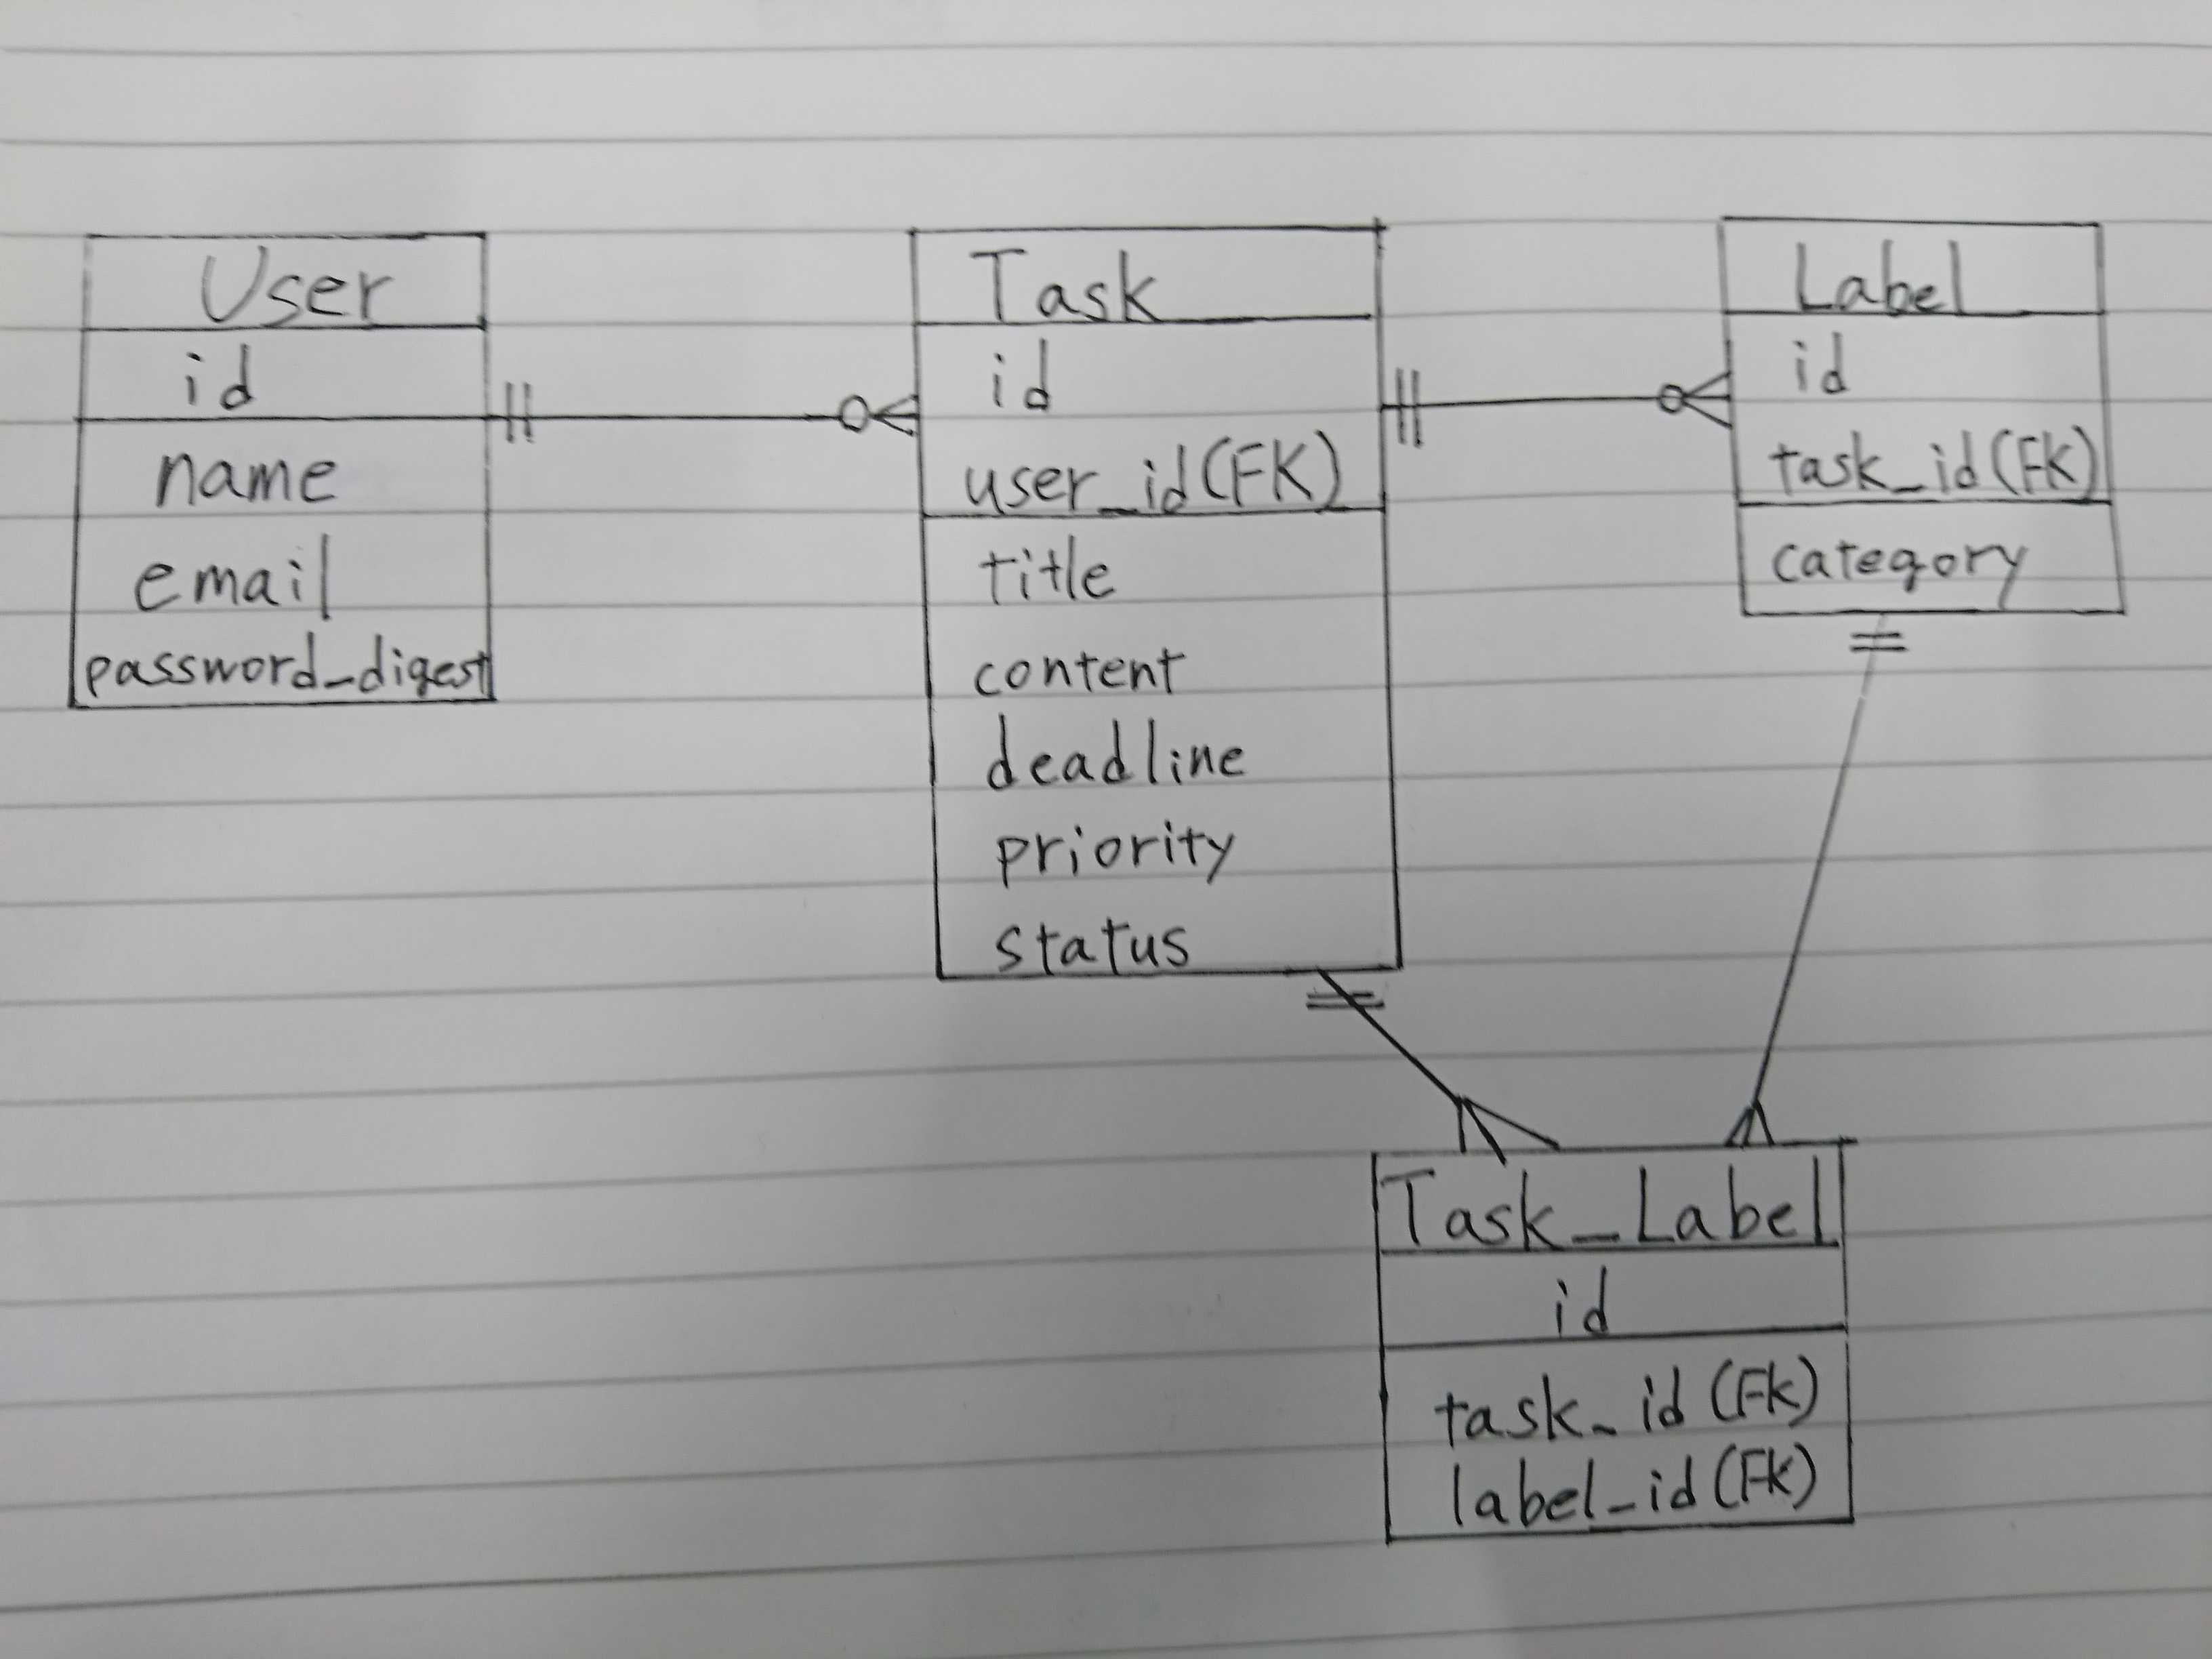 User
id
name
email
password_digest
Task
id
user_id(FK)
title
content
deadline
priority
status
Label
id
task_id(FK)
category
Task_Label
id
task_id(FK)
label_id(FK)